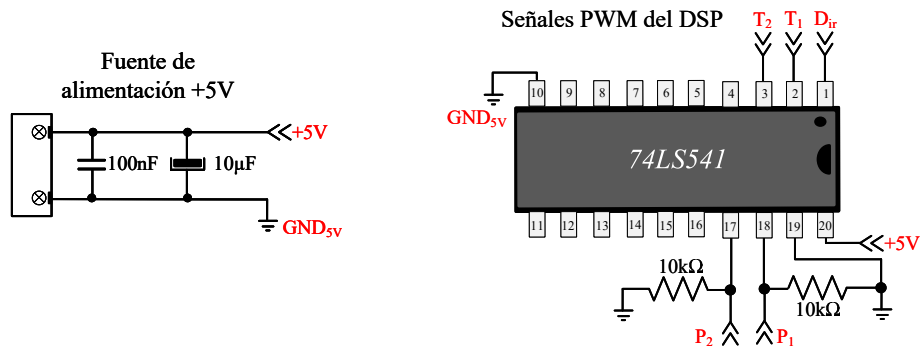 Fuente de
alimentación +5V
+5V
100nF
10μF
GND5V
Señales PWM del DSP
T2 T1 Dir
GND5V
10 9 8 7 6 5 4 3 2 1
74LS541
11 12 13 14 15 16 17 18 19 20
+5V
10kΩ
10kΩ
P2 P1